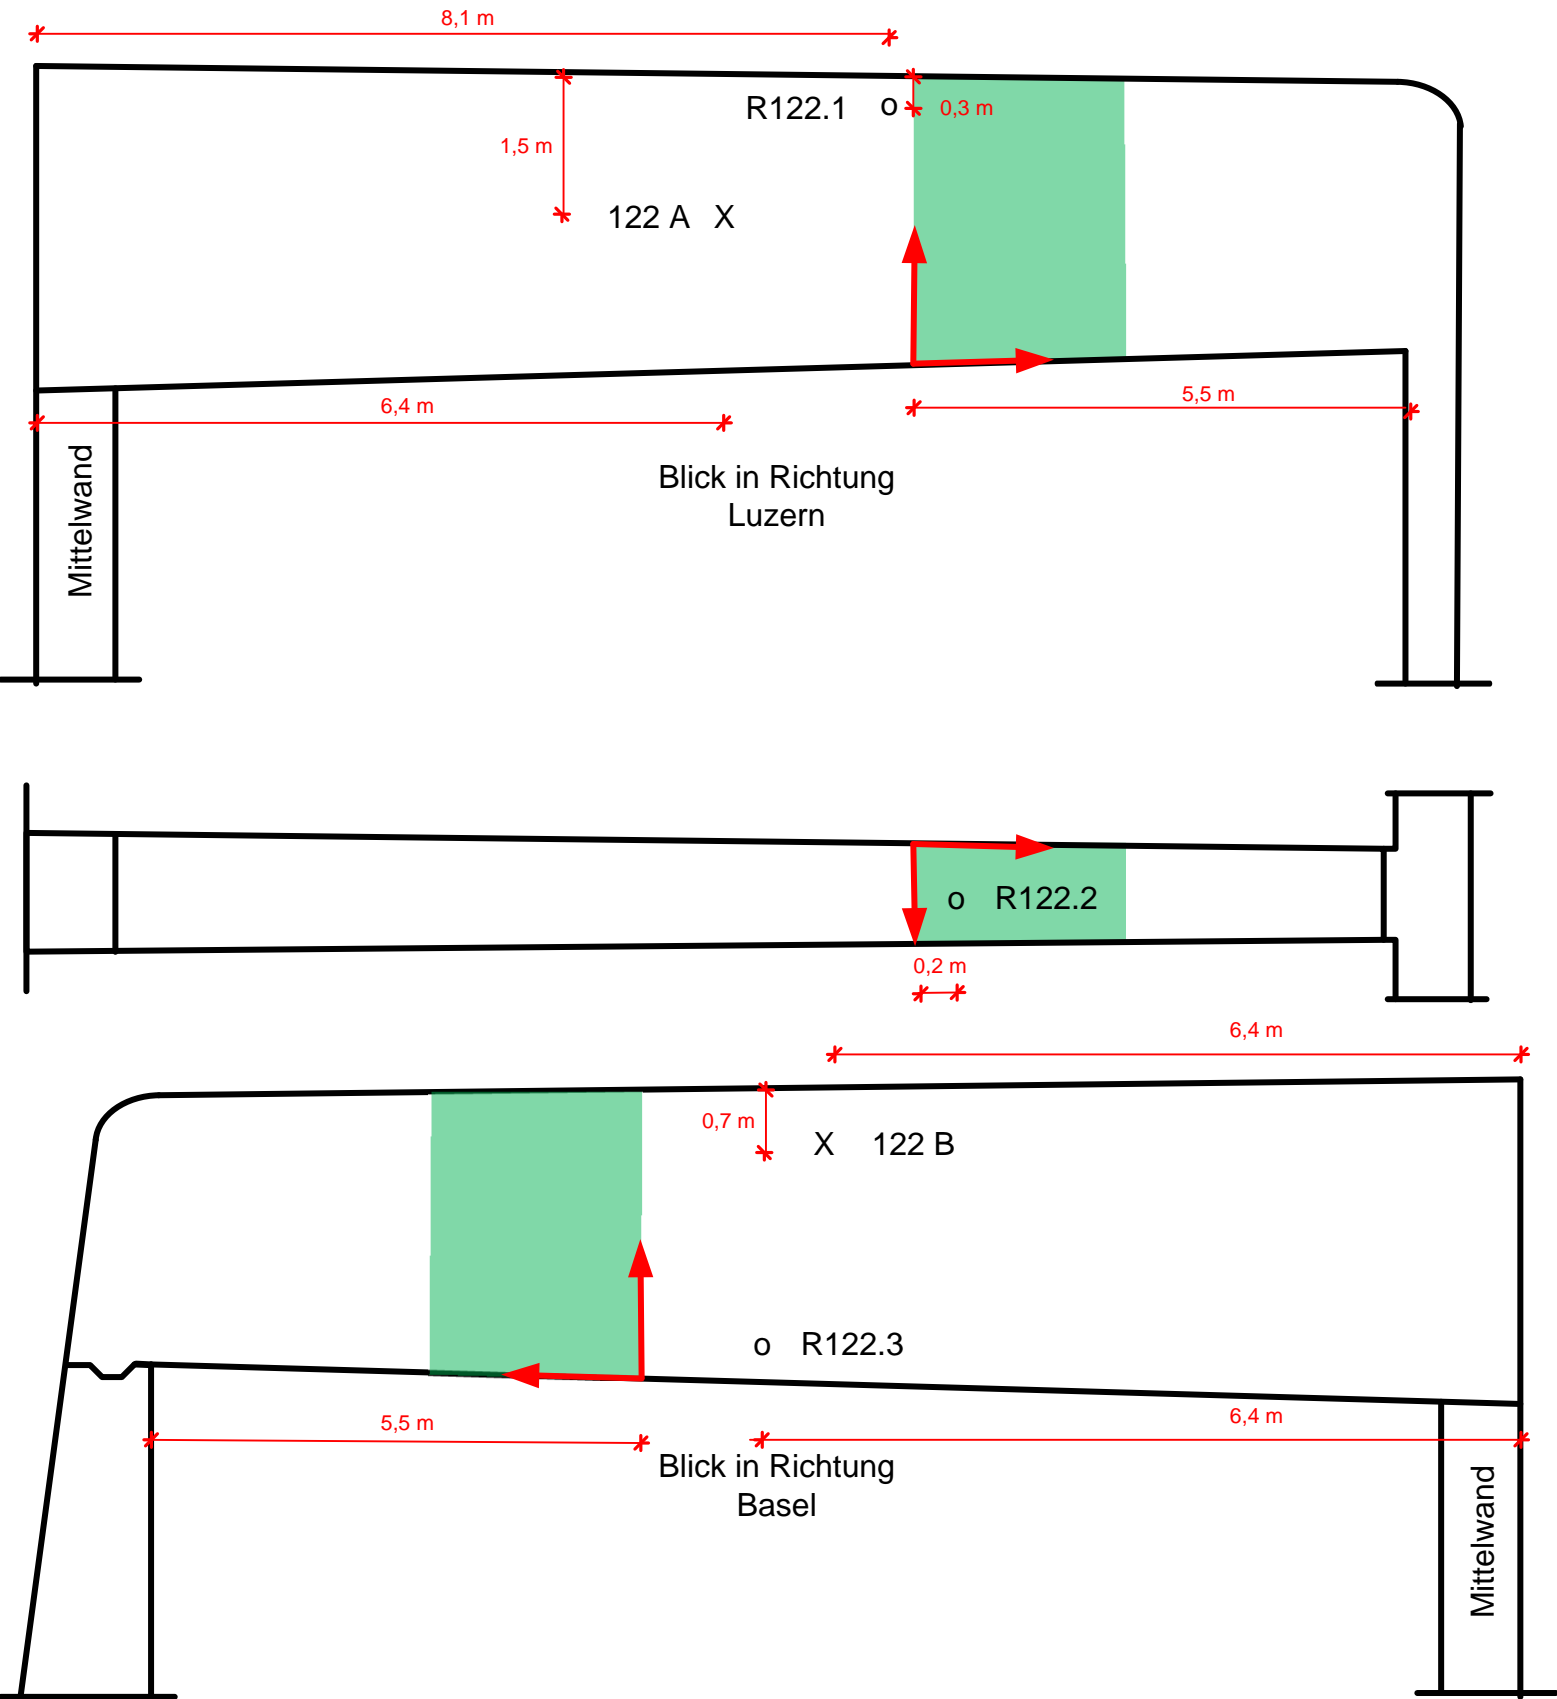 8,1 m
R122.1 o
0,3 m
1,5 m
122 A X
6,4 m
5,5 m
Mittelwand
Blick in Richtung
Luzern
o R122.2
0,2 m
6,4 m
0,7 m
X 122 B
o R122.3
5,5 m
6,4 m
Blick in Richtung
Basel
Mittelwand